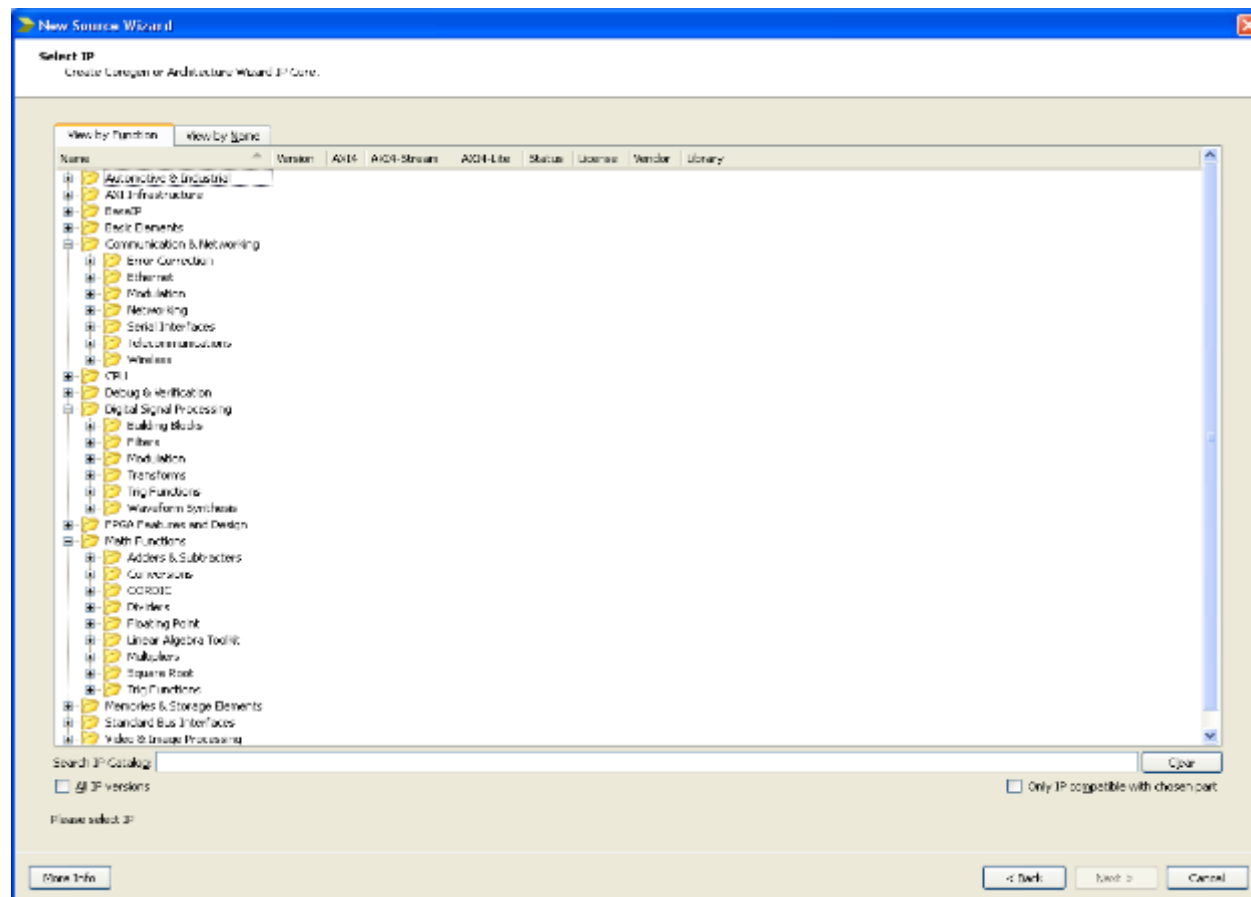 New Source Wizard
Select IP
Create Coregen or Architecture Wizard IP Core.
View by Function View by Name
Name Version AXI4 AXI4-Stream AXI4-Lite Status License Vendor Library
Automotive & Industrial
AXI Infrastructure
BaseIP
Basic Elements
Communication & Networking
Error Correction
Ethernet
Modulation
Networking
Serial Interfaces
Telecommunications
Wireless
CPU
Debug & Verification
Digital Signal Processing
Building Blocks
Filters
Modulation
Transforms
Trig Functions
Waveform Synthesis
FPGA Features and Design
Math Functions
Adders & Subtracters
Conversions
CORDIC
Dividers
Floating Point
Linear Algebra Toolkit
Multipliers
Square Root
Trig Functions
Memories & Storage Elements
Standard Bus Interfaces
Video & Image Processing
Search IP Catalog: Clear
All IP versions Only IP compatible with chosen part
Please select IP
More Info < Back Next > Cancel